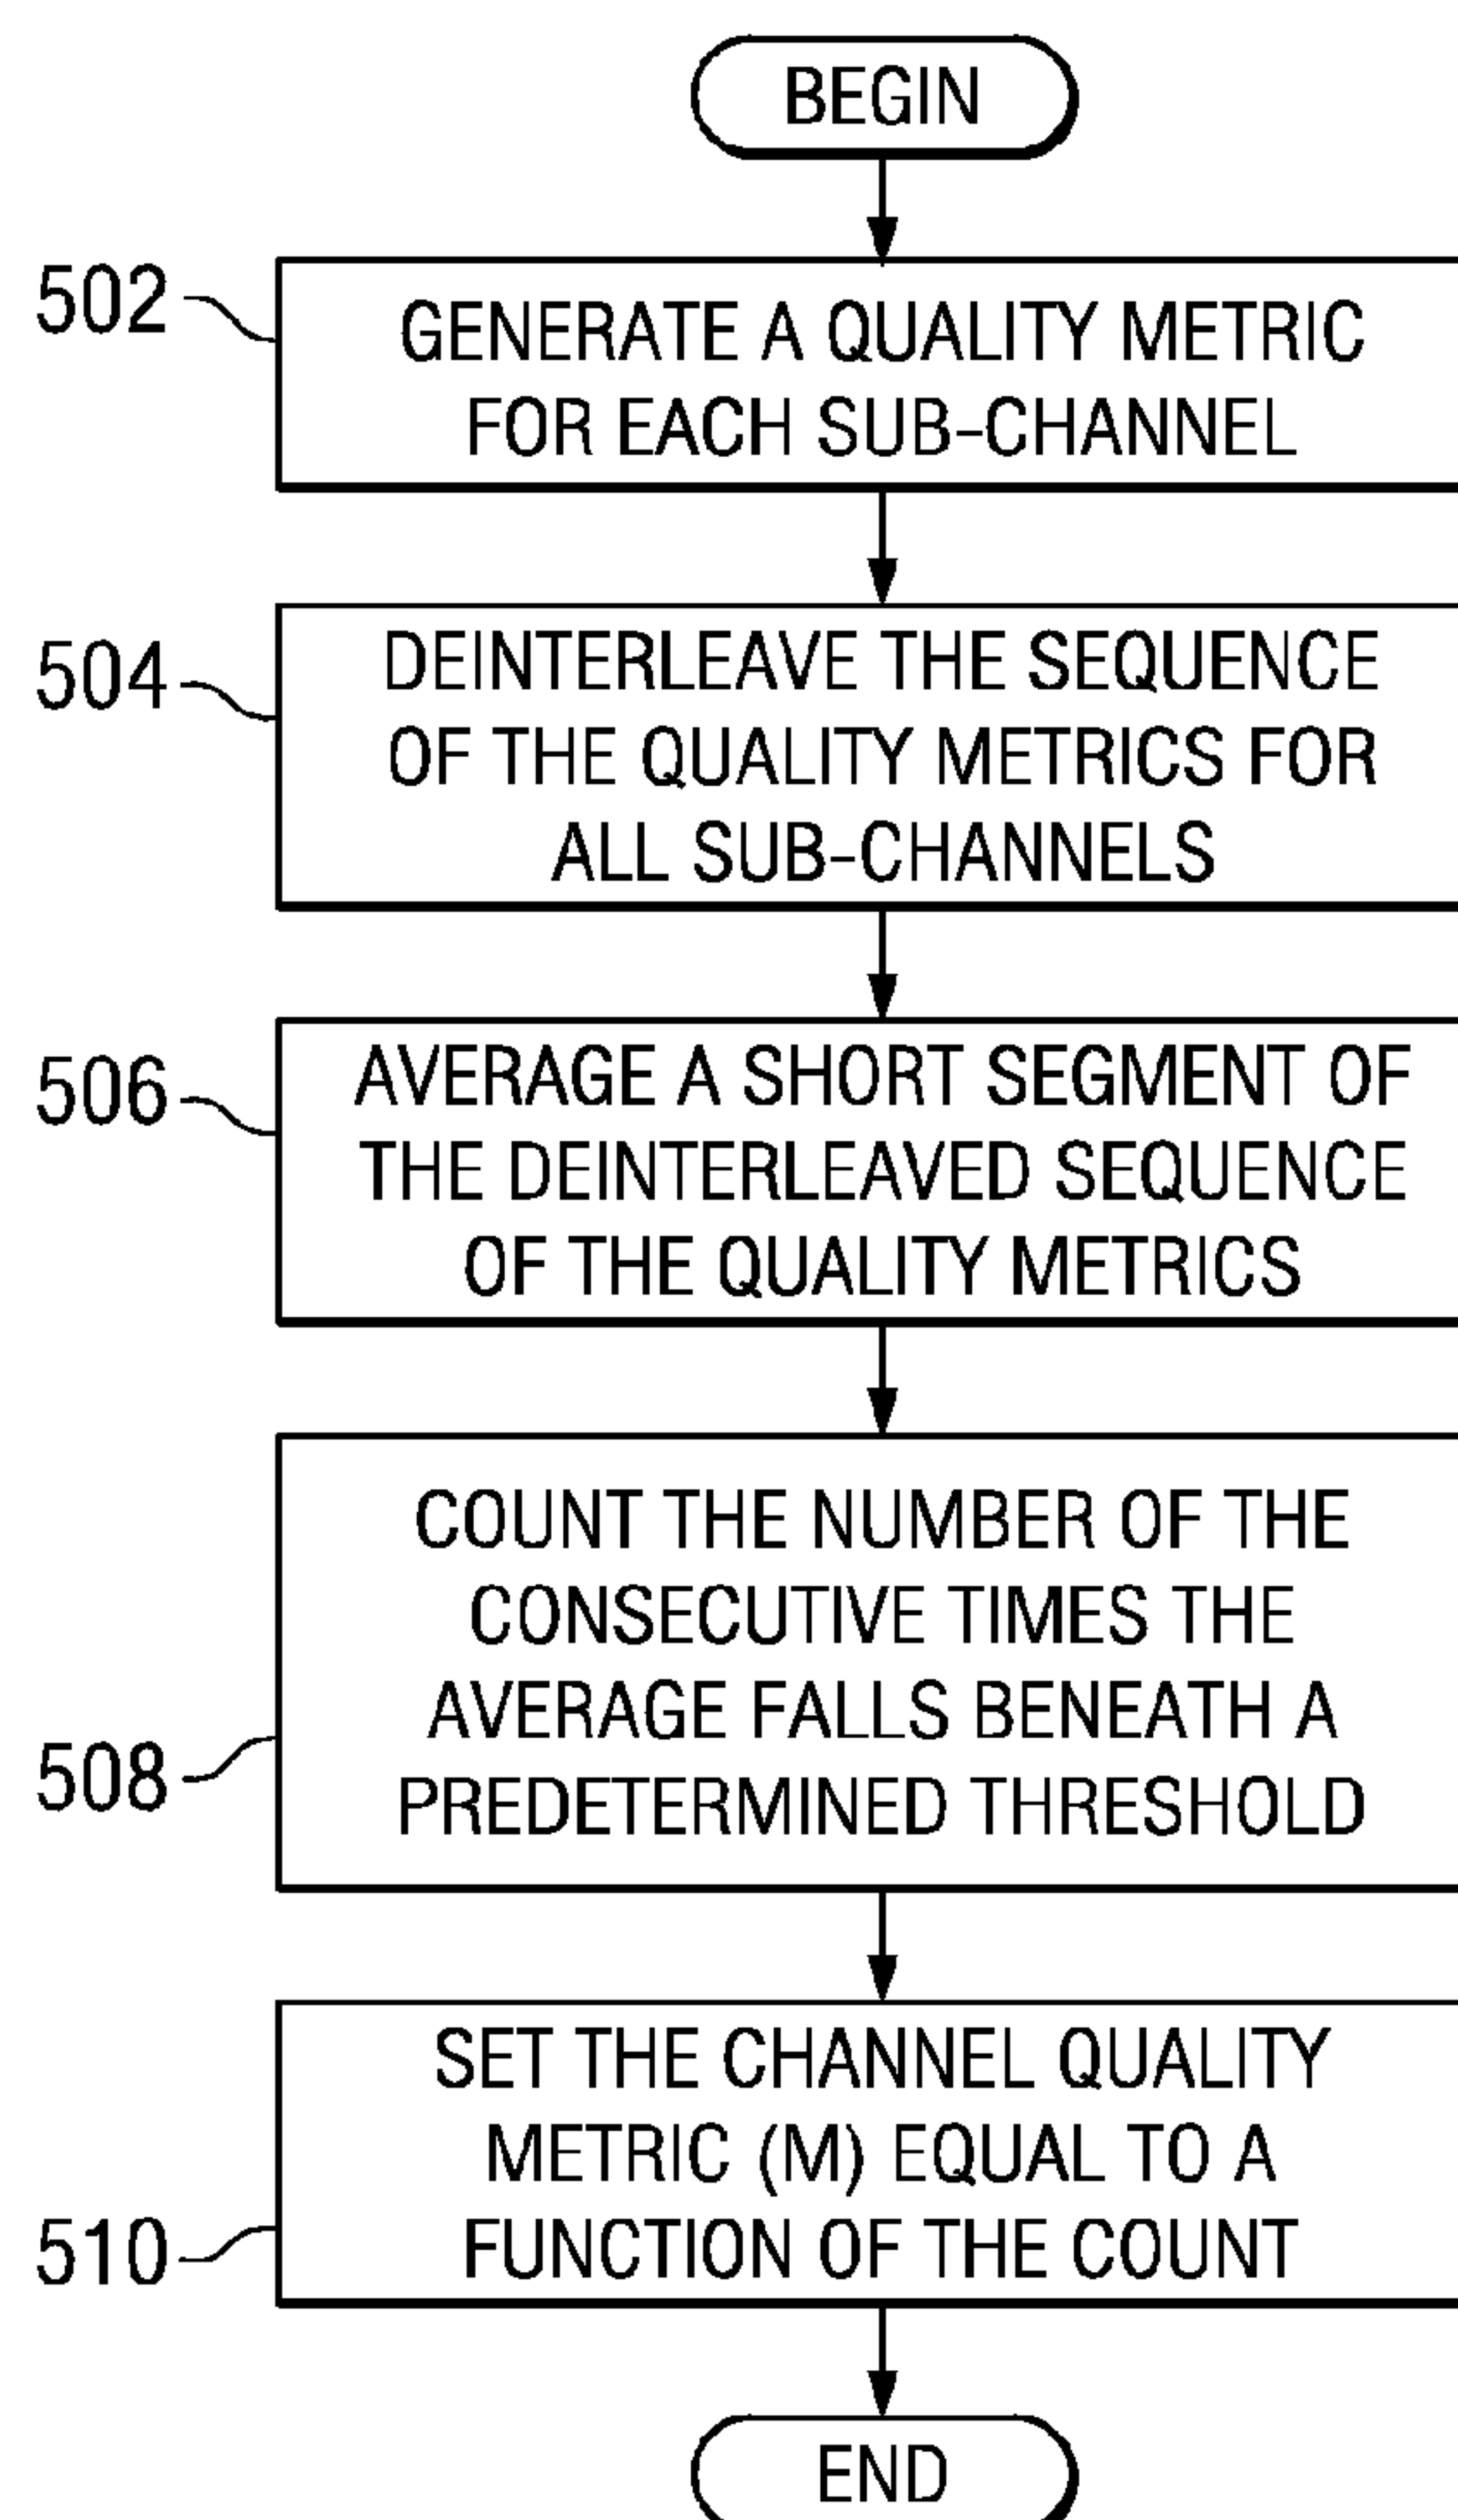 BEGIN
502
GENERATE A QUALITY METRIC
FOR EACH SUB-CHANNEL
504
DEINTERLEAVE THE SEQUENCE
OF THE QUALITY METRICS FOR
ALL SUB-CHANNELS
506
AVERAGE A SHORT SEGMENT OF
THE DEINTERLEAVED SEQUENCE
OF THE QUALITY METRICS
508
COUNT THE NUMBER OF THE
CONSECUTIVE TIMES THE
AVERAGE FALLS BENEATH A
PREDETERMINED THRESHOLD
510
SET THE CHANNEL QUALITY
METRIC (M) EQUAL TO A
FUNCTION OF THE COUNT
END